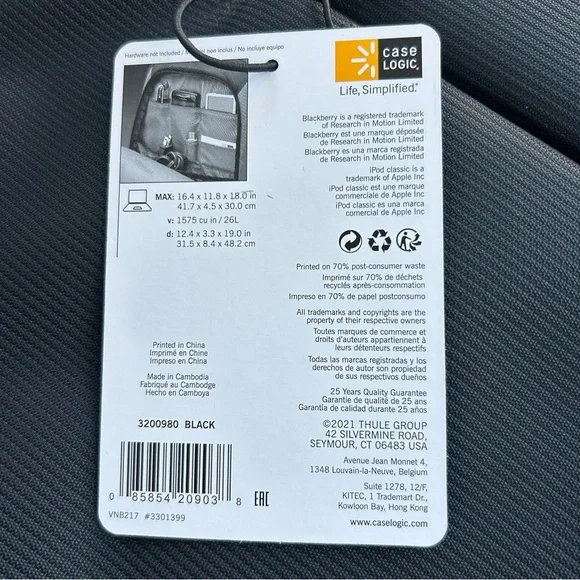 Hardware not included / non inclus / No incluye equipo
case
LOGIC®
Life, Simplified.®
Blackberry is a registered trademark
of Research in Motion Limited
Blackberry est une marque déposée
de Research in Motion Limited
Blackberry es una marca registrada
de Research in Motion Limited
iPod classic is a
trademark of Apple Inc
iPod classic est une marque
commerciale de Apple Inc
iPod classic es una marca
comercial de Apple Inc
MAX: 16.4 x 11.8 x 18.0 in
41.7 x 4.5 x 30.0 cm
v: 1575 cu in / 26L
d: 12.4 x 3.3 x 19.0 in
31.5 x 8.4 x 48.2 cm
Printed on 70% post-consumer waste
Imprimé sur 70% de déchets
recyclés après-consommation
Impreso en 70% de papel postconsumo
All trademarks and copyrights are the
property of their respective owners
Toutes marques de commerce et
droits d'auteurs appartiennent à
leurs détenteurs respectifs
Todas las marcas registradas y los
derechos de autor son propiedad
de sus respectivos dueños
Printed in China
Imprimé en Chine
Impreso en China
Made in Cambodia
Fabriqué au Cambodge
Hecho en Camboya
25 Years Quality Guarantee
Garantie de qualité de 25 ans
Garantía de calidad durante 25 años
3200980 BLACK
©2021 THULE GROUP
42 SILVERMINE ROAD,
SEYMOUR, CT 06483 USA
Avenue Jean Monnet 4,
1348 Louvain-la-Neuve, Belgium
Suite 1278, 12/F,
KITEC, 1 Trademart Dr.,
Kowloon Bay, Hong Kong
www.caselogic.com
0 85854 20903 8
EAC
VNB217 #3301399